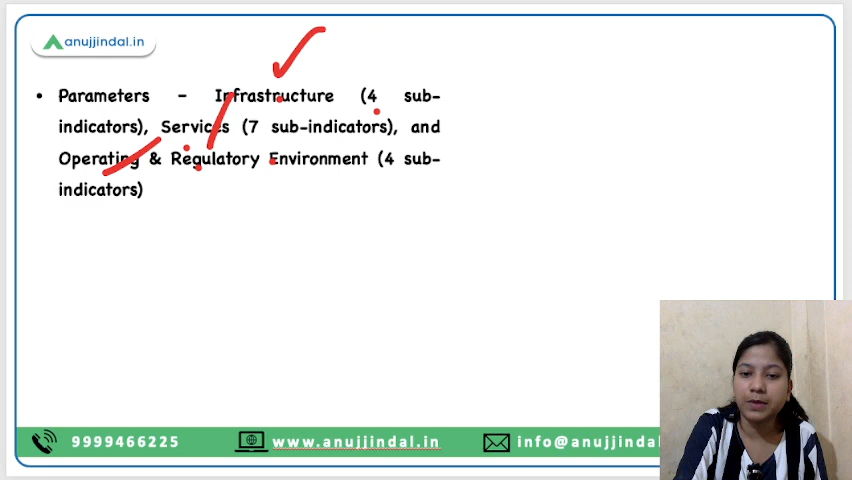 anujjindal.in
• Parameters – Infrastructure (4 sub-
indicators), Services (7 sub-indicators), and
Operating & Regulatory Environment (4 sub-
indicators)
9999466225
www.anujjindal.in
info@anujjindal